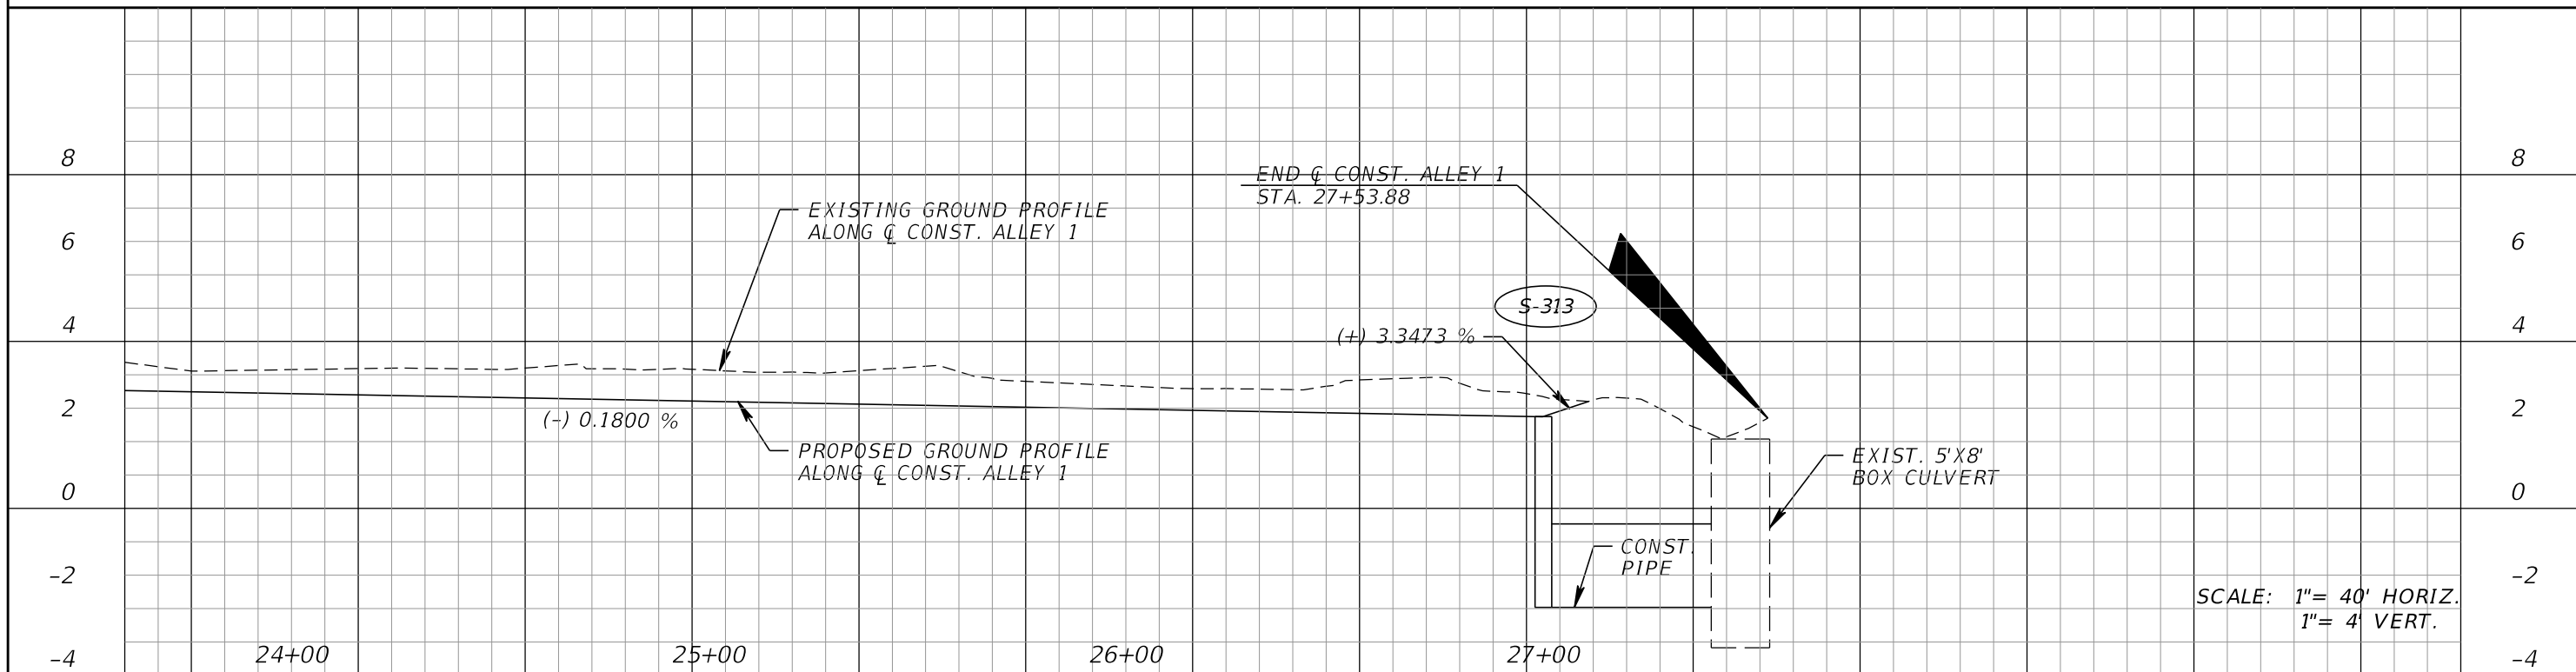 8
8
END ℄ CONST. ALLEY 1
STA. 27+53.88
EXISTING GROUND PROFILE
ALONG ℄ CONST. ALLEY 1
6
6
S-313
4
(+) 3.3473 %
4
2
(-) 0.1800 %
2
PROPOSED GROUND PROFILE
ALONG ℄ CONST. ALLEY 1
EXIST. 5'X8'
BOX CULVERT
0
0
CONST.
PIPE
-2
-2
SCALE: 1"= 40' HORIZ.
1"= 4' VERT.
-4
24+00
25+00
26+00
27+00
-4